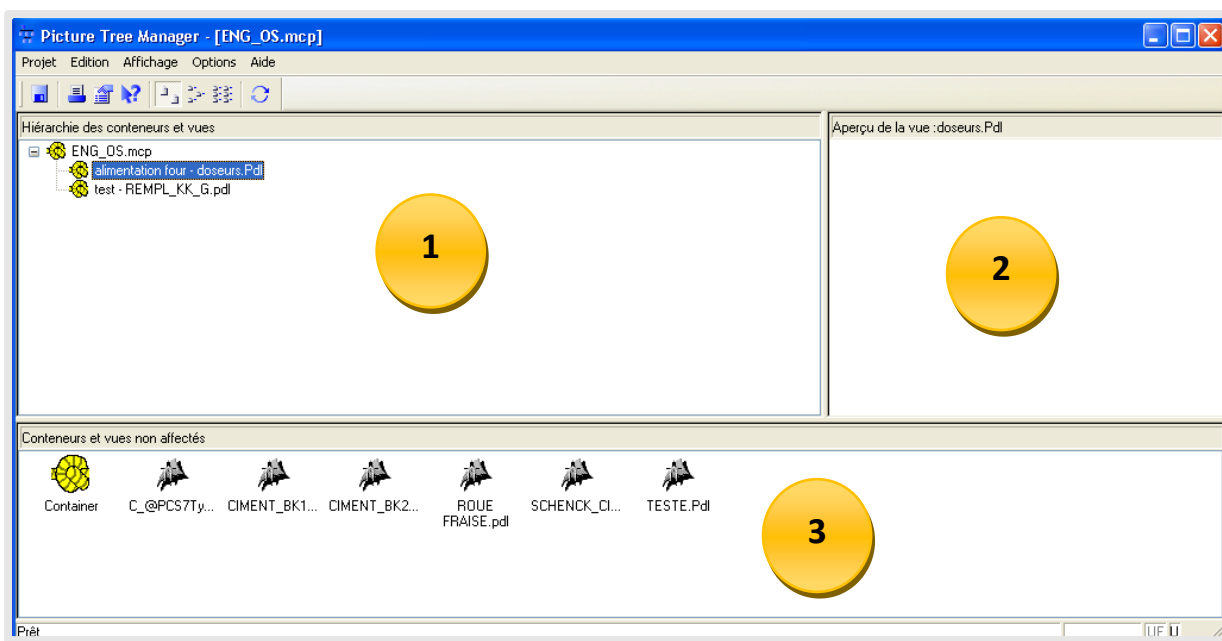 Picture Tree Manager - [ENG_OS.mcp]
Projet Edition Affichage Options Aide
Hiérarchie des conteneurs et vues
Aperçu de la vue :doseurs.Pdl
ENG_OS.mcp
alimentation four - doseurs.Pdl
test - REMPL_KK_G.pdl
1
2
Conteneurs et vues non affectés
Container
C_@PCS7Ty...
CIMENT_BK1...
CIMENT_BK2...
ROUE
FRAISE.pdl
SCHENCK_CI...
TESTE.Pdl
3
Prêt
UF U